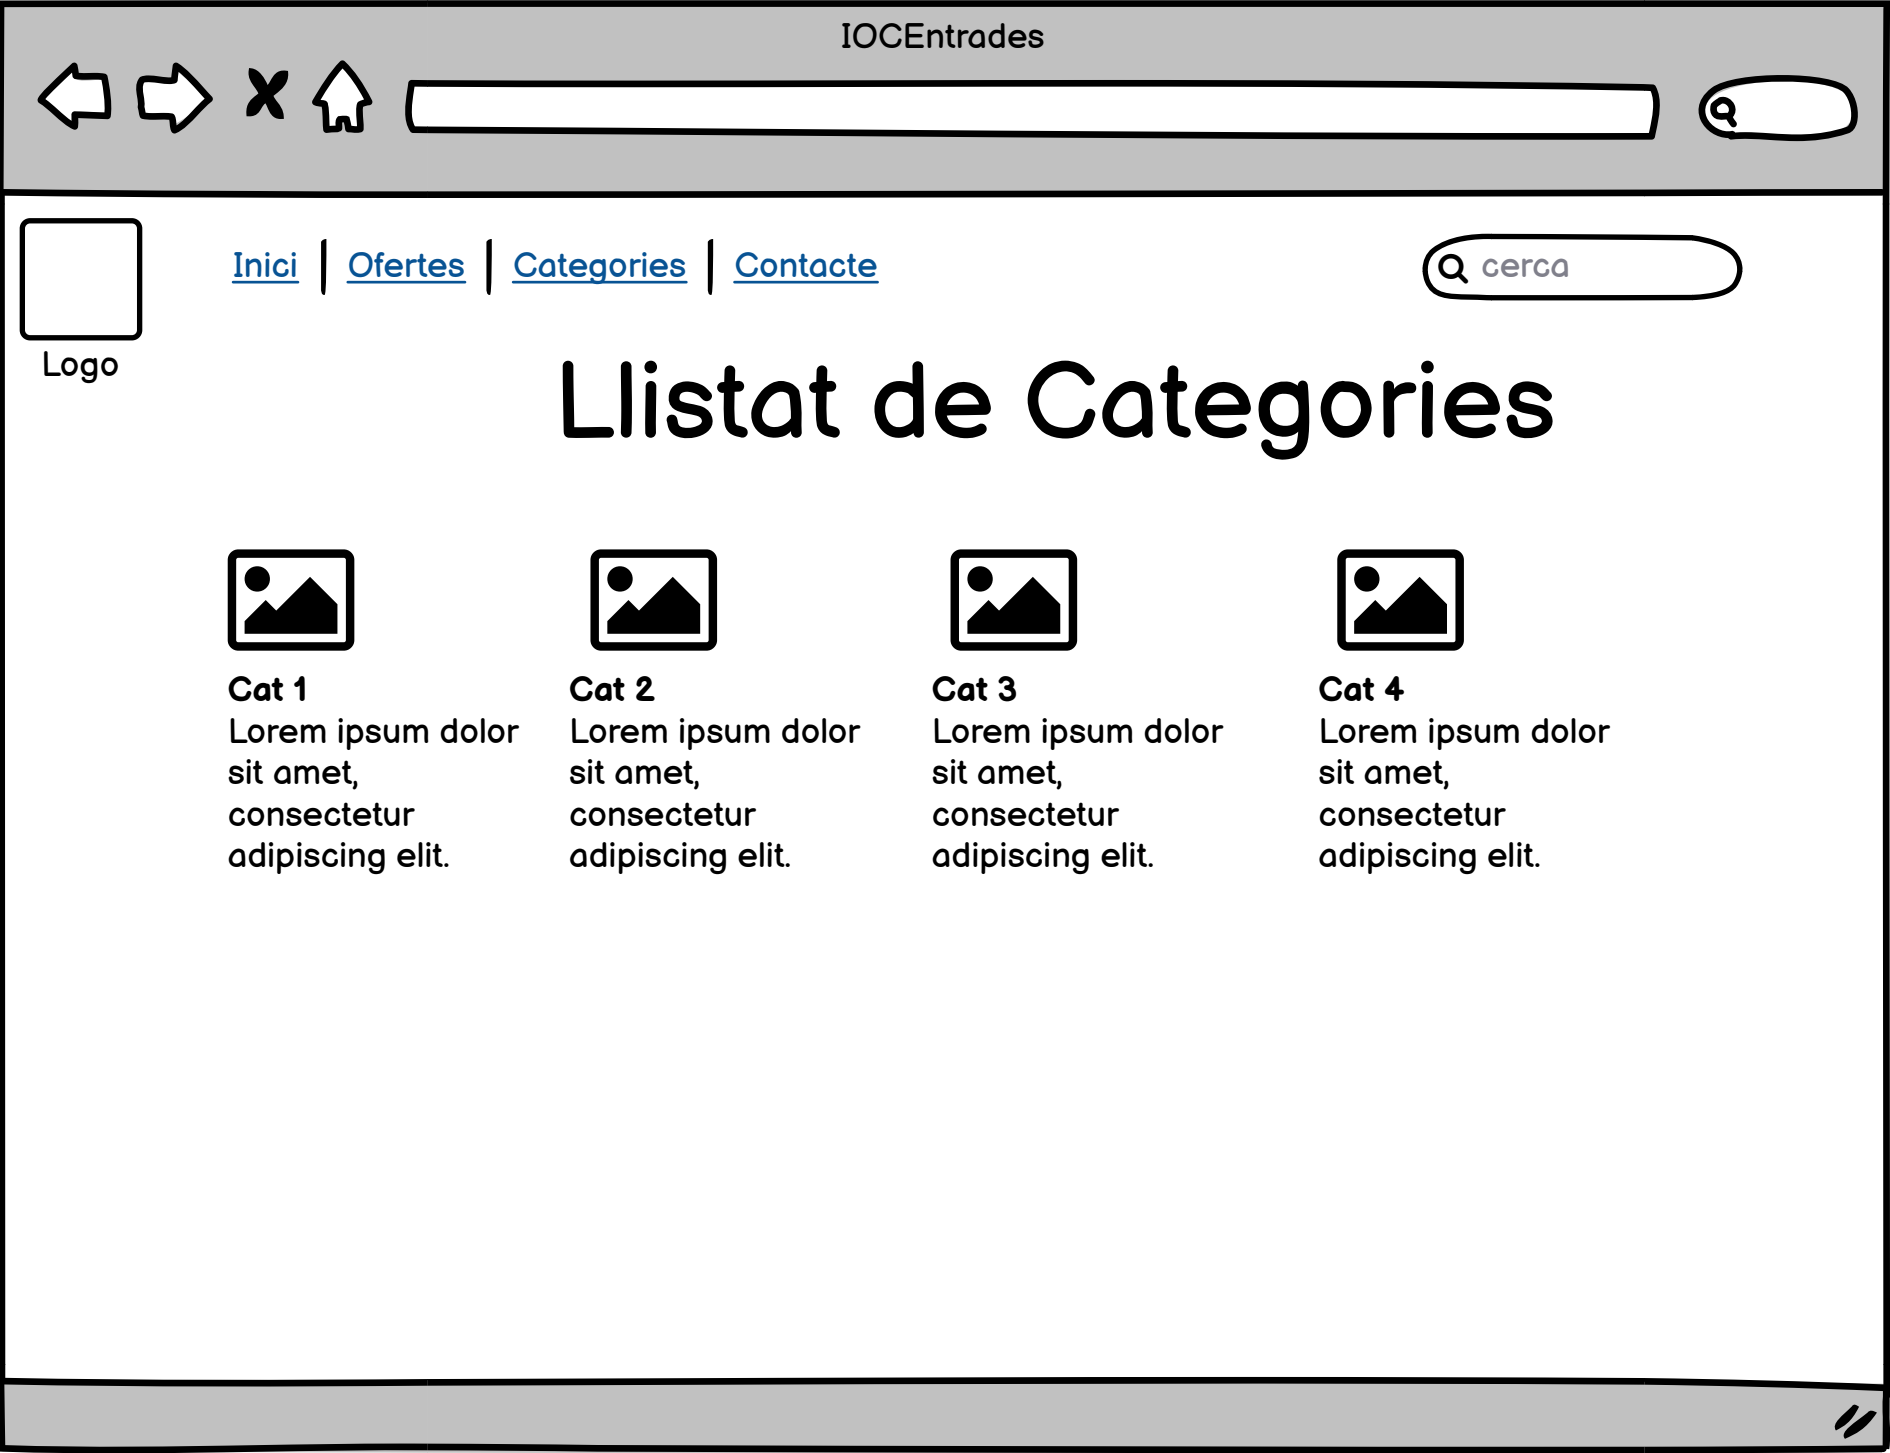 IOCEntrades
Inici | Ofertes | Categories | Contacte
cerca
Logo
Llistat de Categories
Cat 1
Lorem ipsum dolor
sit amet,
consectetur
adipiscing elit.
Cat 2
Lorem ipsum dolor
sit amet,
consectetur
adipiscing elit.
Cat 3
Lorem ipsum dolor
sit amet,
consectetur
adipiscing elit.
Cat 4
Lorem ipsum dolor
sit amet,
consectetur
adipiscing elit.